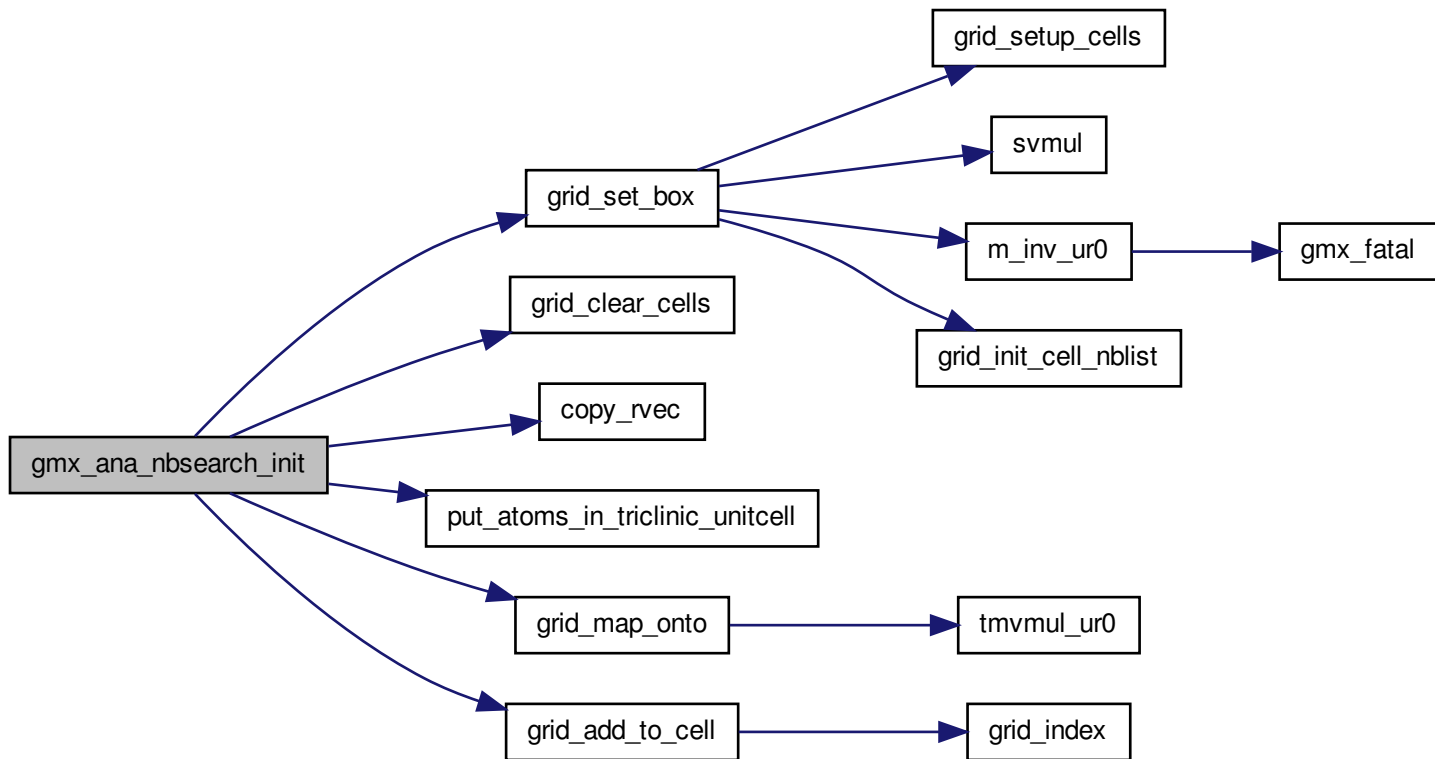 grid_setup_cells
svmul
grid_set_box
m_inv_ur0
gmx_fatal
grid_clear_cells
grid_init_cell_nblist
copy_rvec
gmx_ana_nbsearch_init
put_atoms_in_triclinic_unitcell
grid_map_onto
tmvmul_ur0
grid_add_to_cell
grid_index